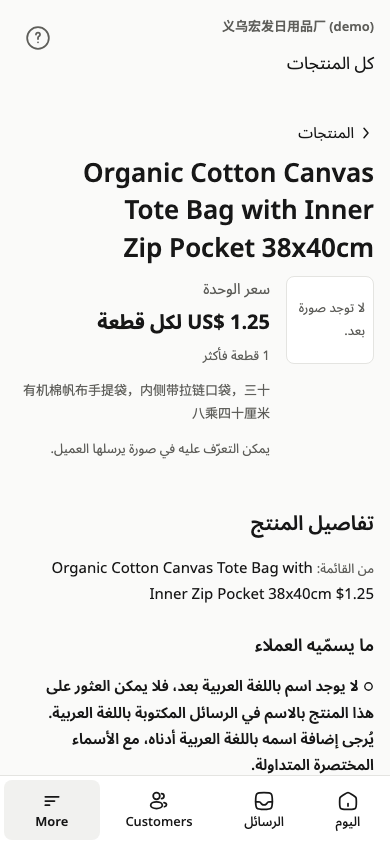 义乌宏发日用品厂 (demo)
كل المنتجات
المنتجات
Organic Cotton Canvas
Tote Bag with Inner
Zip Pocket 38x40cm
لا توجد صورة
بعد.
سعر الوحدة
US$ 1.25 لكل قطعة
1 قطعة فأكثر
有机棉帆布手提袋，内侧带拉链口袋，三十
八乘四十厘米
يمكن التعرّف عليه في صورة يرسلها العميل.
تفاصيل المنتج
من القائمة: Organic Cotton Canvas Tote Bag with
Inner Zip Pocket 38x40cm $1.25
ما يسمّيه العملاء
لا يوجد اسم باللغة العربية بعد، فلا يمكن العثور على
هذا المنتج بالاسم في الرسائل المكتوبة باللغة العربية.
يُرجى إضافة اسمه باللغة العربية أدناه، مع الأسماء
المختصرة المتداولة.
اليوم
الرسائل
Customers
More